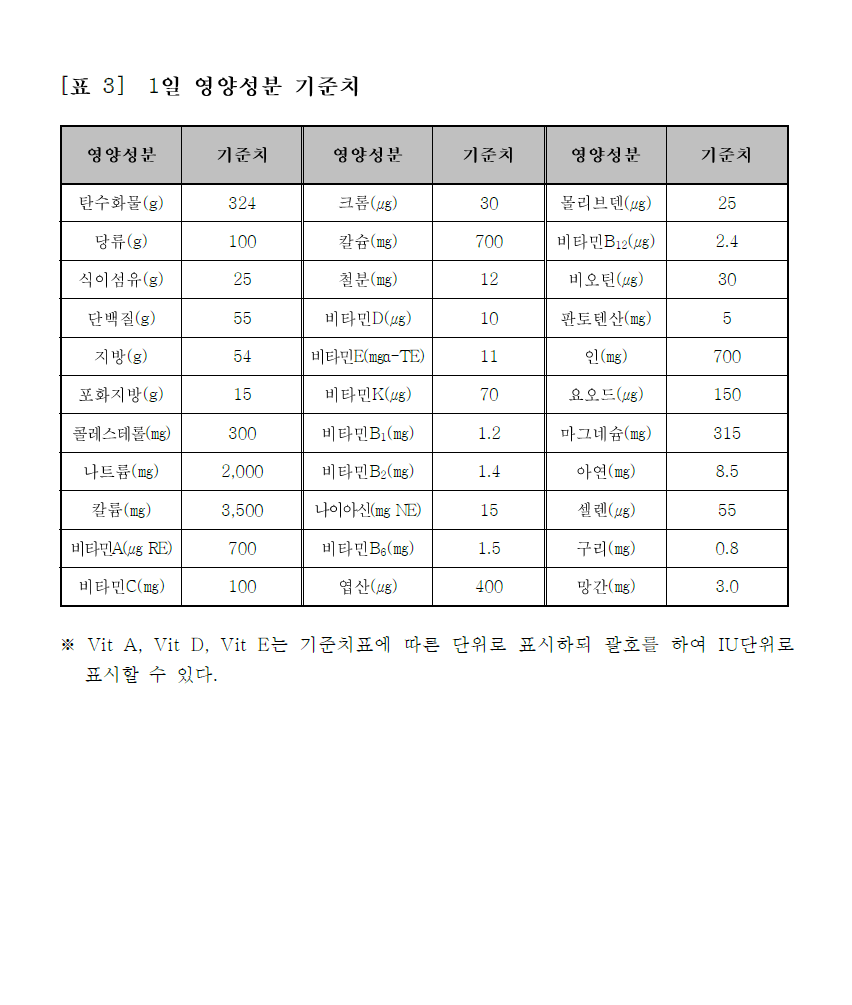 [표 3] 1일 영양성분 기준치
영양성분 기준치 영양성분 기준치 영양성분 기준치
탄수화물(g) 324 크롬(㎍) 30 몰리브덴(㎍) 25
당류(g) 100 칼슘(㎎) 700 비타민B₁₂(㎍) 2.4
식이섬유(g) 25 철분(㎎) 12 비오틴(㎍) 30
단백질(g) 55 비타민D(㎍) 10 판토텐산(㎎) 5
지방(g) 54 비타민E(㎎α-TE) 11 인(㎎) 700
포화지방(g) 15 비타민K(㎍) 70 요오드(㎍) 150
콜레스테롤(㎎) 300 비타민B₁(㎎) 1.2 마그네슘(㎎) 315
나트륨(㎎) 2,000 비타민B₂(㎎) 1.4 아연(㎎) 8.5
칼륨(㎎) 3,500 나이아신(㎎ NE) 15 셀렌(㎍) 55
비타민A(㎍ RE) 700 비타민B₆(㎎) 1.5 구리(㎎) 0.8
비타민C(㎎) 100 엽산(㎍) 400 망간(㎎) 3.0
※ Vit A, Vit D, Vit E는 기준치표에 따른 단위로 표시하되 괄호를 하여 IU단위로
표시할 수 있다.